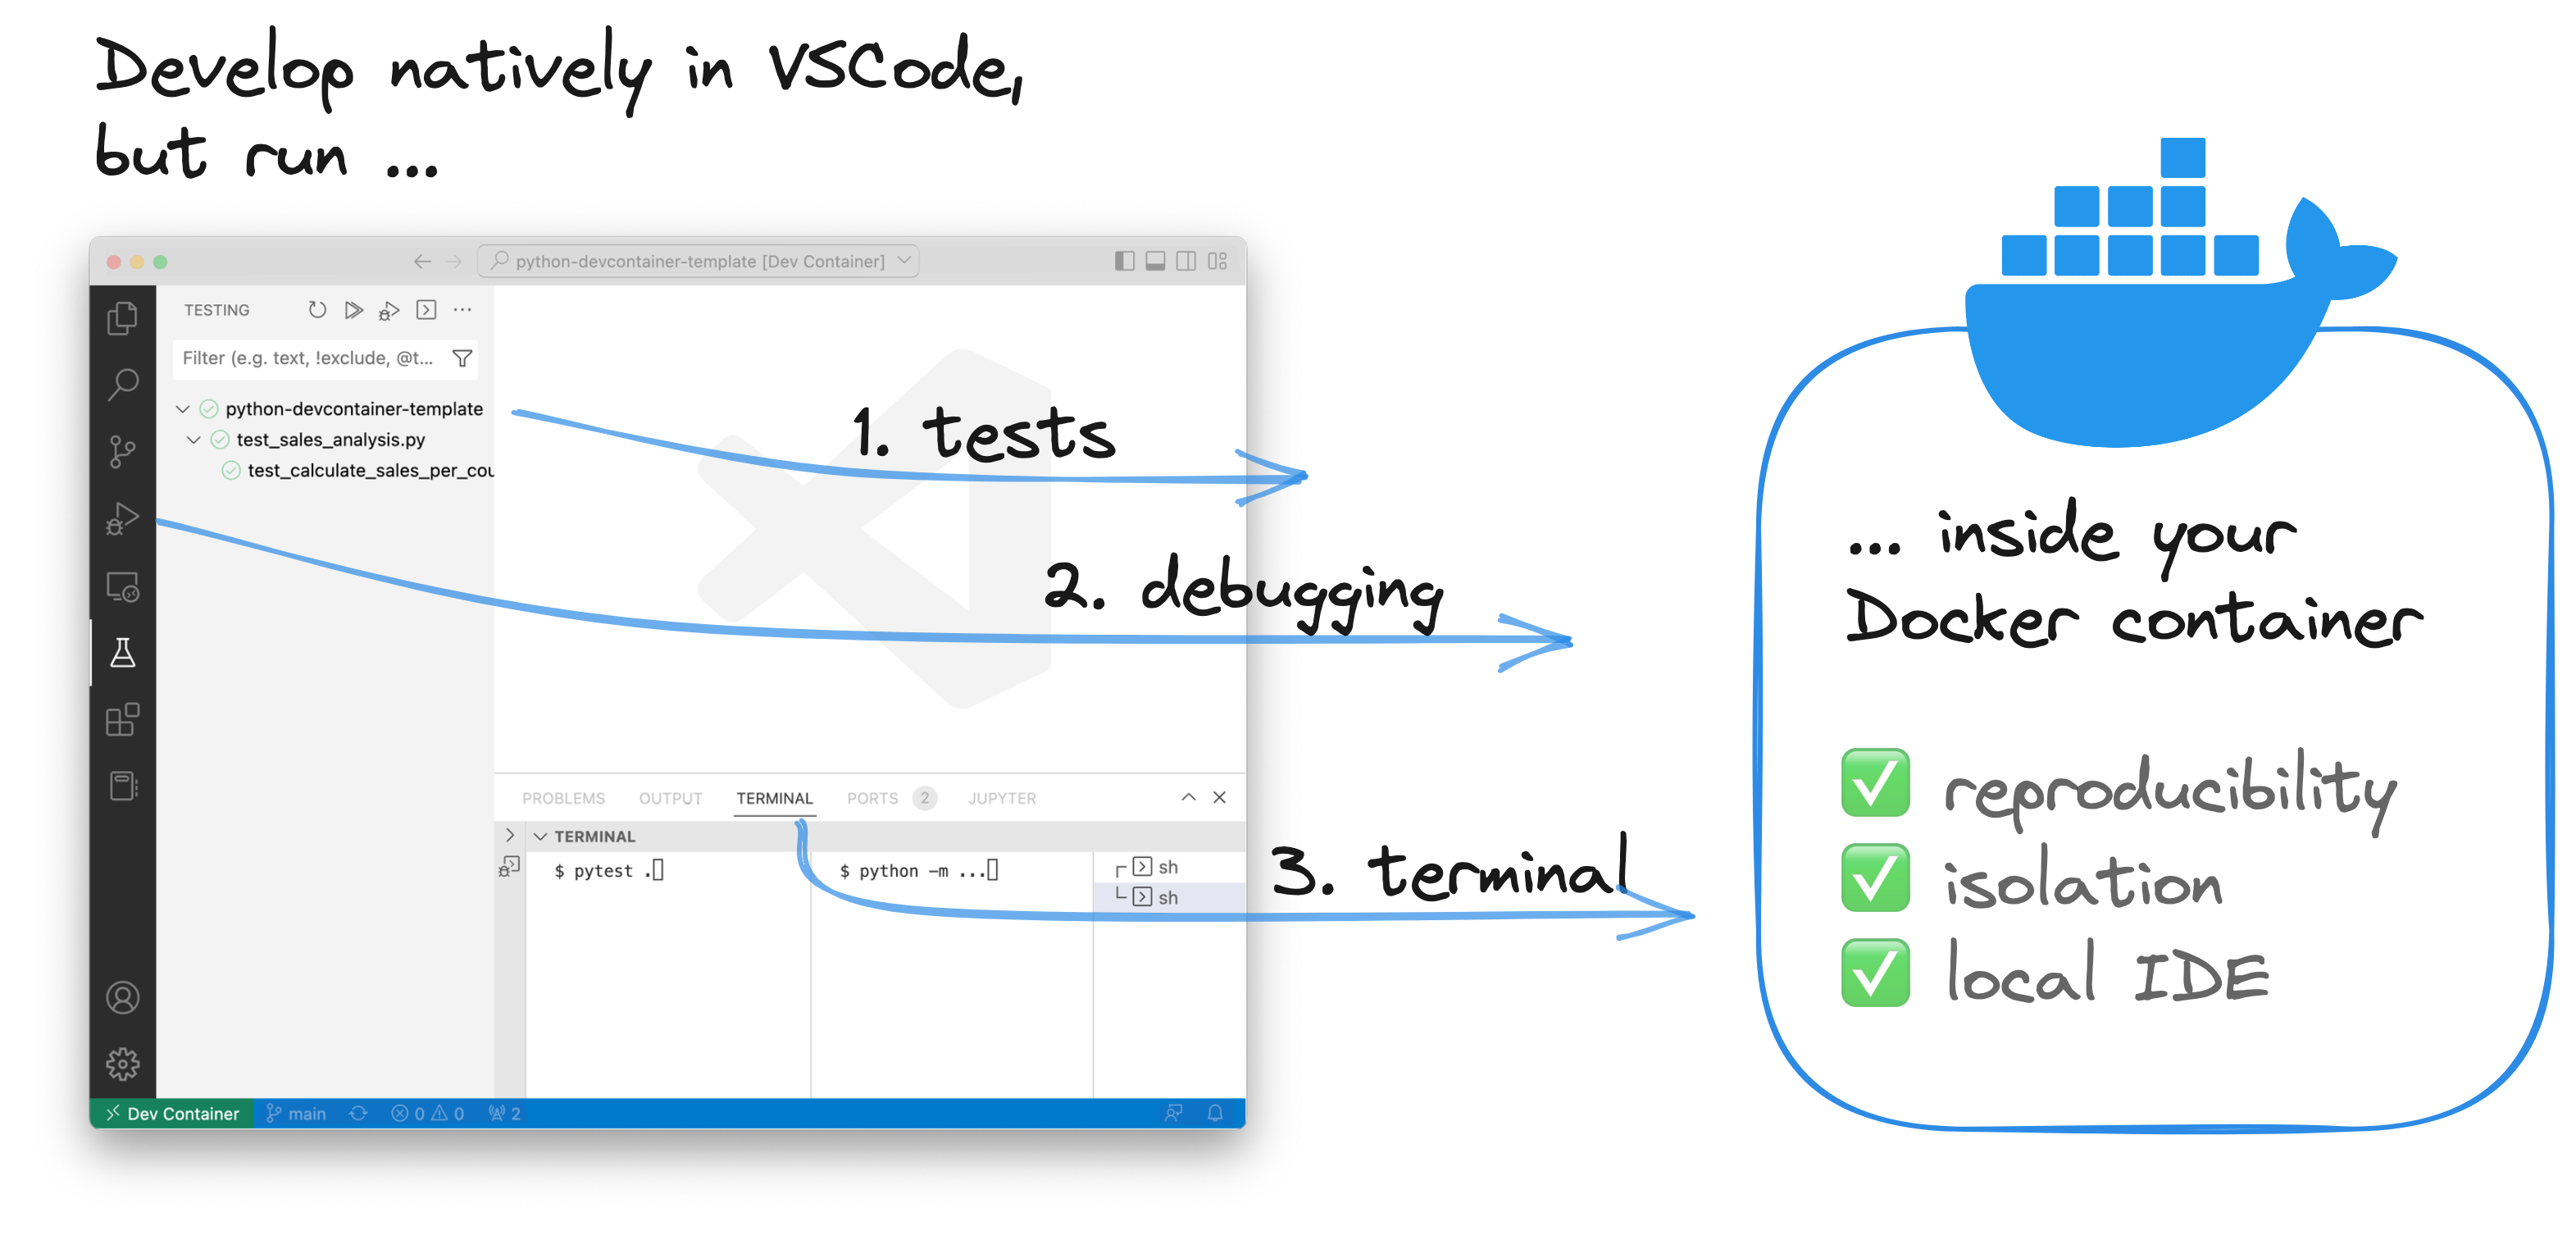 Develop natively in VSCode,
but run ...
python-devcontainer-template [Dev Container]
TESTING
Filter (e.g. text, !exclude, @t...
python-devcontainer-template
test_sales_analysis.py
test_calculate_sales_per_cou
1. tests
2. debugging
PROBLEMS OUTPUT TERMINAL PORTS 2 JUPYTER
TERMINAL
$ pytest .
$ python -m ...
sh
sh
3. terminal
Dev Container main 0 0 2
... inside your
Docker container
reproducibility
isolation
local IDE